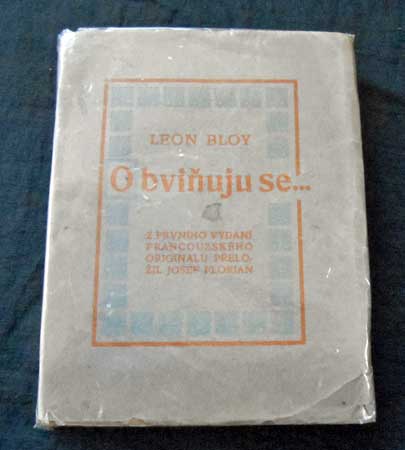 LEON BLOY
Obviňuju se...
Z PRVNÍHO VYDÁNÍ
FRANCOUZSKÉHO
ORIGINÁLU PŘELO-
ŽIL JOSEF FLORIAN